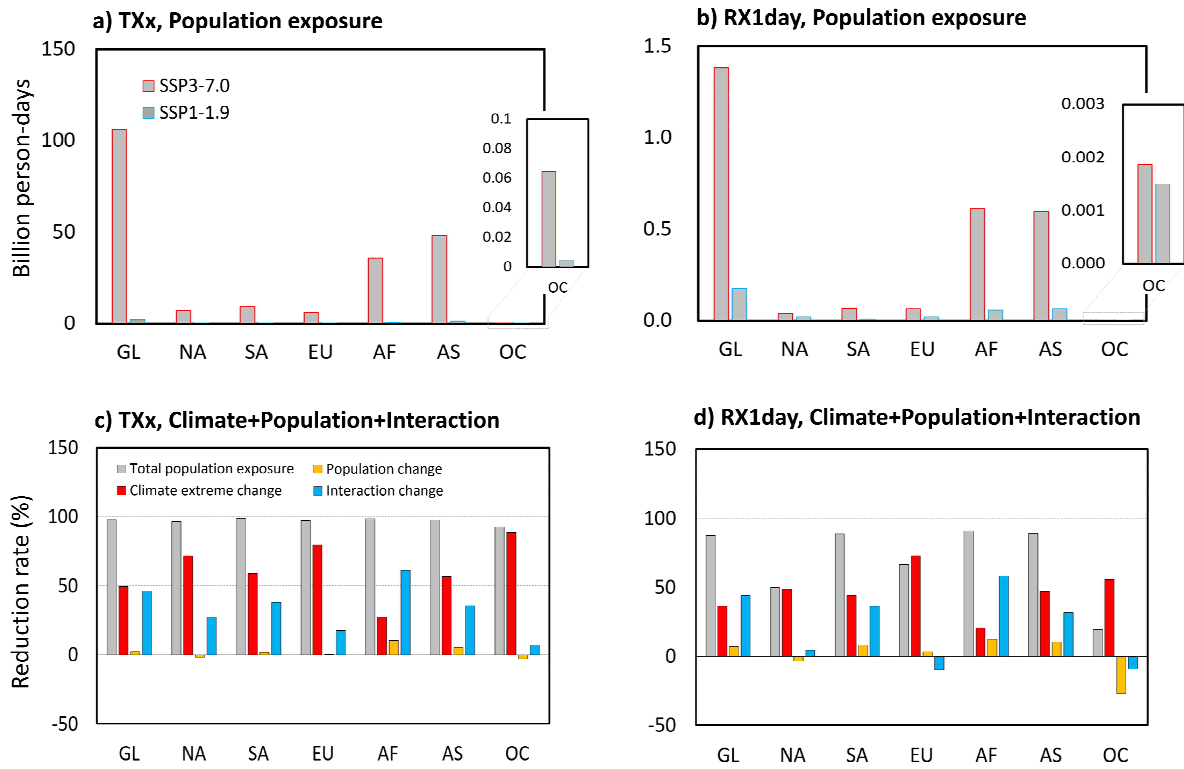 a) TXx, Population exposure
Billion person-days
150
100
50
0
SSP3-7.0
SSP1-1.9
0.1
0.08
0.06
0.04
0.02
0
OC
GL NA SA EU AF AS OC
b) RX1day, Population exposure
1.5
1.0
0.5
0.0
0.003
0.002
0.001
0.000
OC
GL NA SA EU AF AS OC
c) TXx, Climate+Population+Interaction
Reduction rate (%)
150
100
50
0
-50
Total population exposure
Population change
Climate extreme change
Interaction change
GL NA SA EU AF AS OC
d) RX1day, Climate+Population+Interaction
150
100
50
0
-50
GL NA SA EU AF AS OC